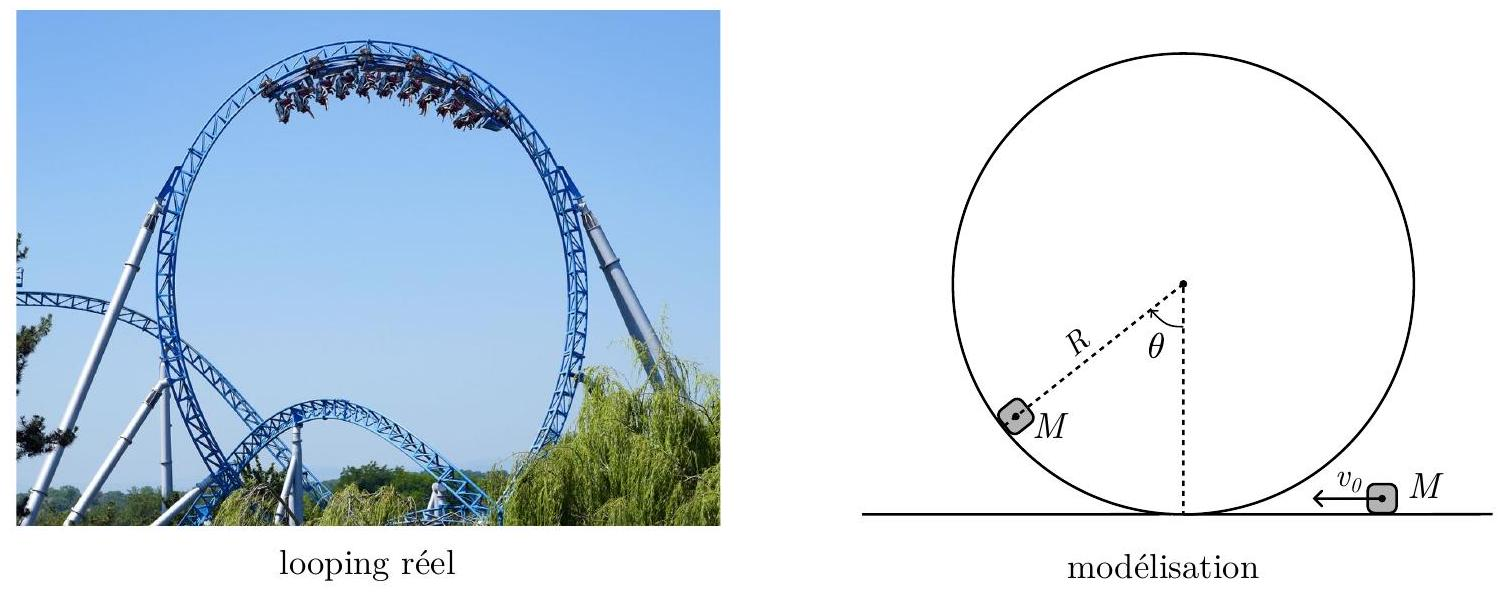 R
θ
M
v₀
M
looping réel
modélisation